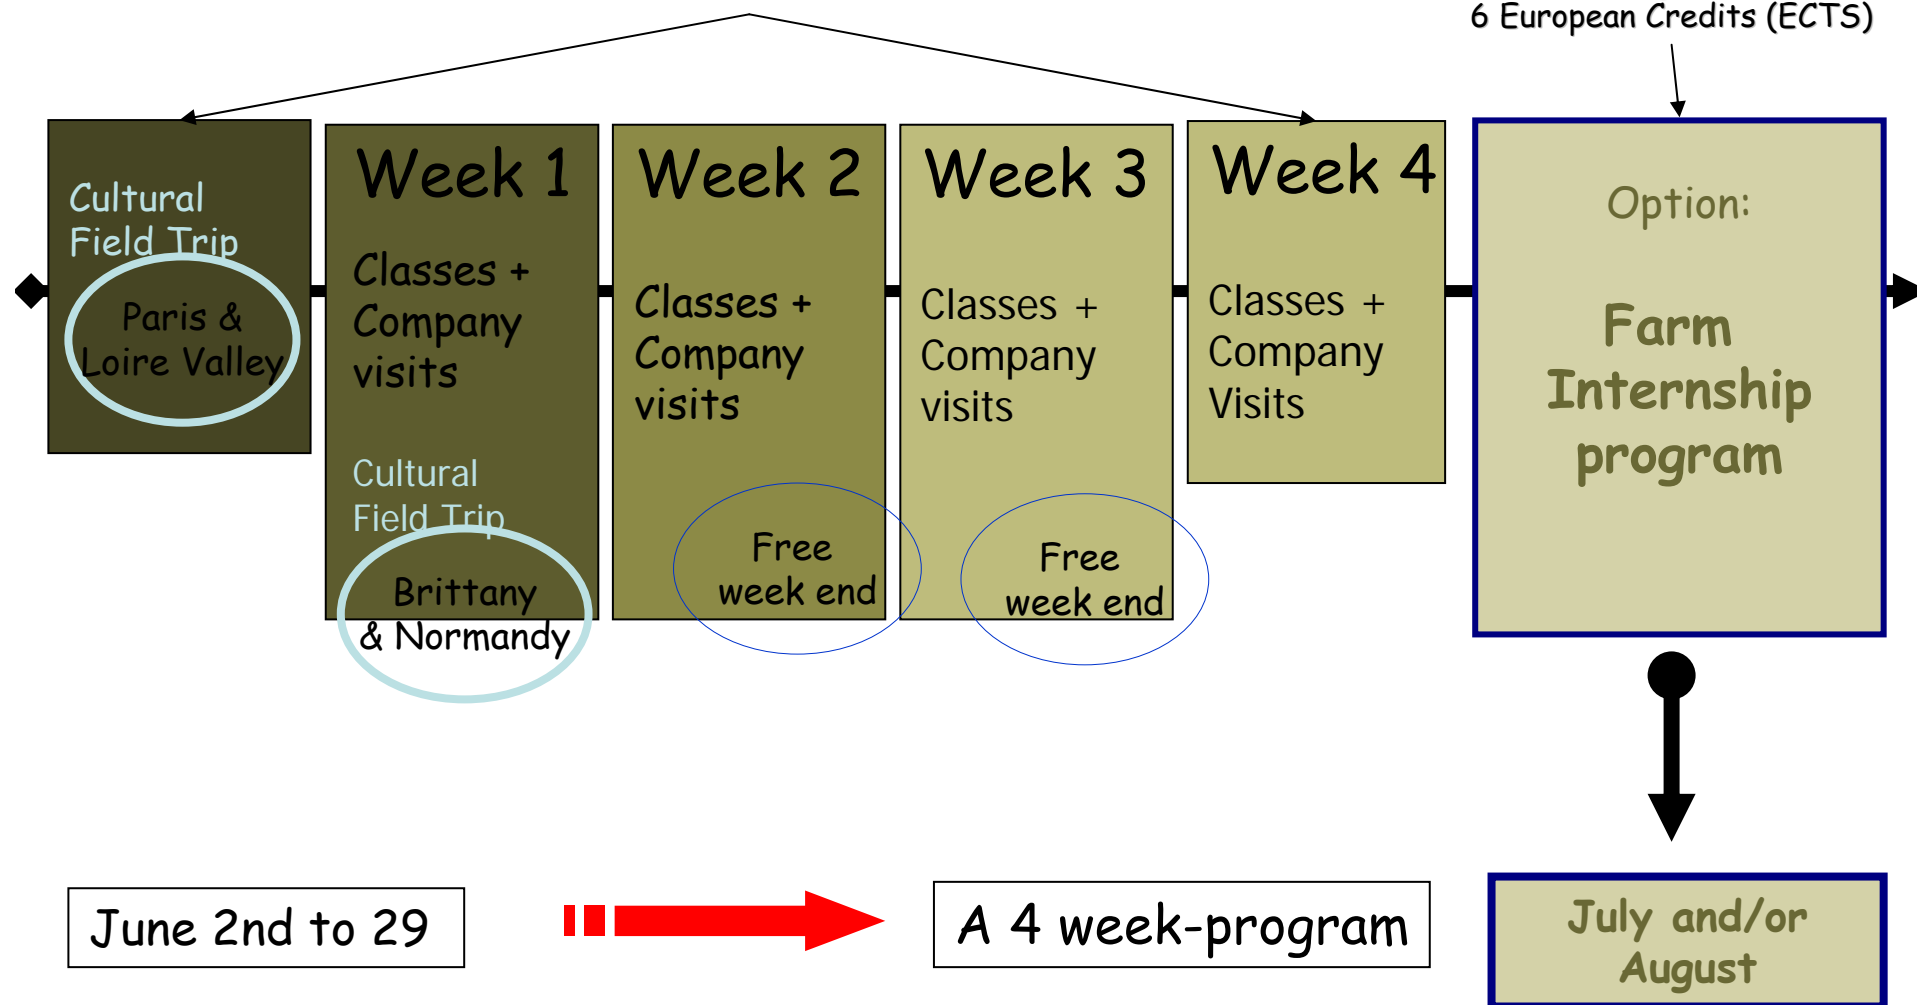 6 European Credits (ECTS)
Cultural
Field Trip
Paris &
Loire Valley
Week 1
Classes +
Company
visits
Cultural
Field Trip
Brittany
& Normandy
Week 2
Classes +
Company
visits
Free
week end
Week 3
Classes +
Company
visits
Free
week end
Week 4
Classes +
Company
Visits
Option:
Farm
Internship
program
June 2nd to 29
A 4 week-program
July and/or
August